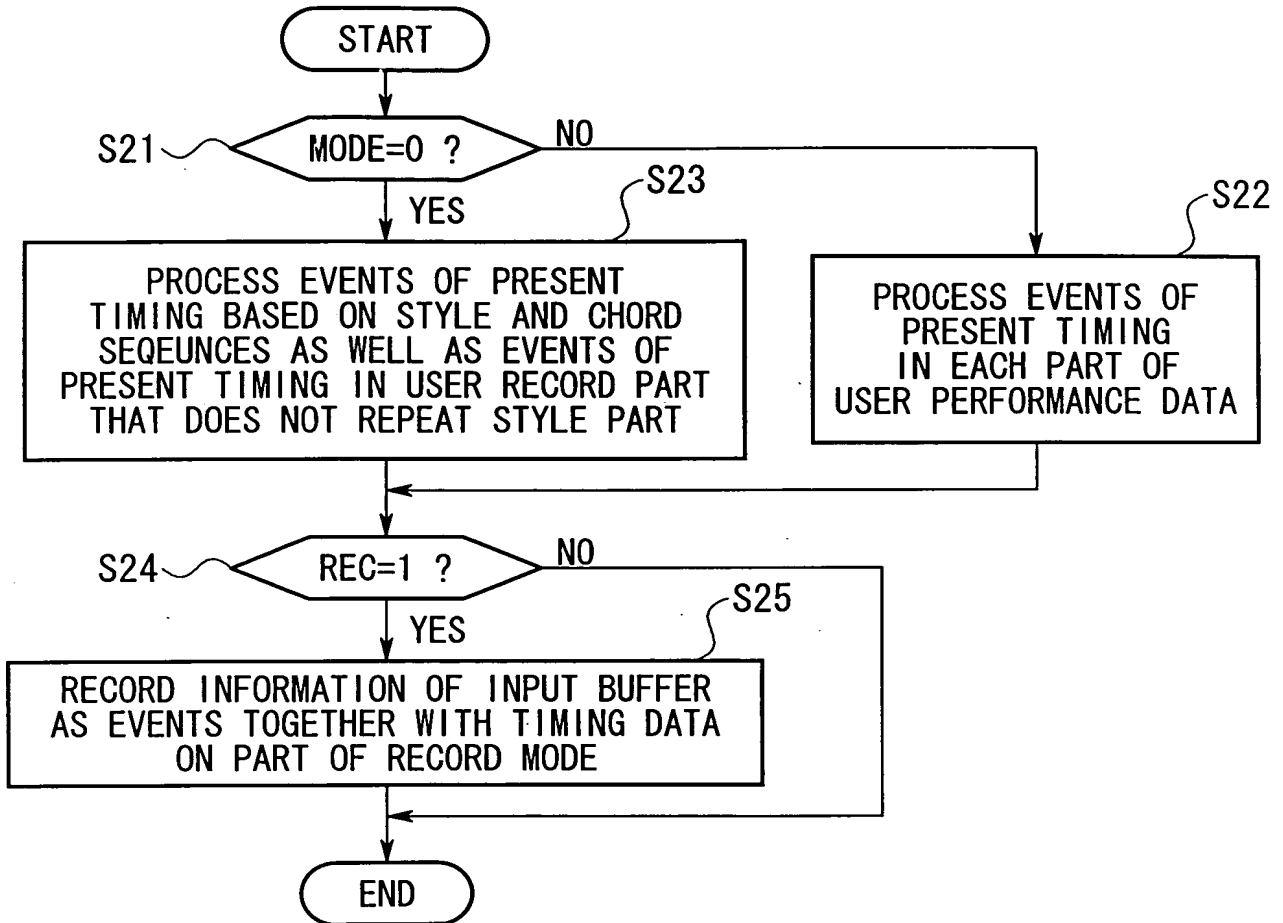 START
S21
MODE=0 ?
NO
YES
S23
S22
PROCESS EVENTS OF PRESENT
TIMING BASED ON STYLE AND CHORD
SEQEUNCES AS WELL AS EVENTS OF
PRESENT TIMING IN USER RECORD PART
THAT DOES NOT REPEAT STYLE PART
PROCESS EVENTS OF
PRESENT TIMING
IN EACH PART OF
USER PERFORMANCE DATA
S24
REC=1 ?
NO
YES
S25
RECORD INFORMATION OF INPUT BUFFER
AS EVENTS TOGETHER WITH TIMING DATA
ON PART OF RECORD MODE
END